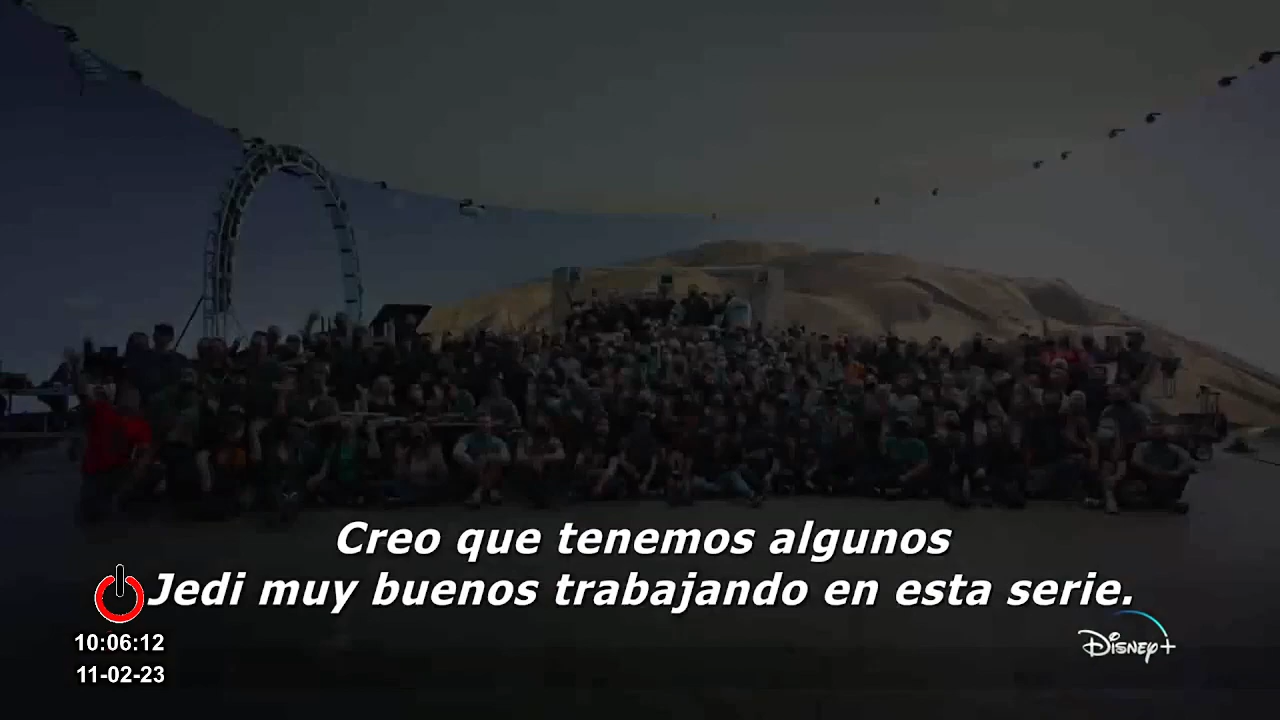 Creo que tenemos algunos
Jedi muy buenos trabajando en esta serie.
10:06:12
11-02-23
Disney+